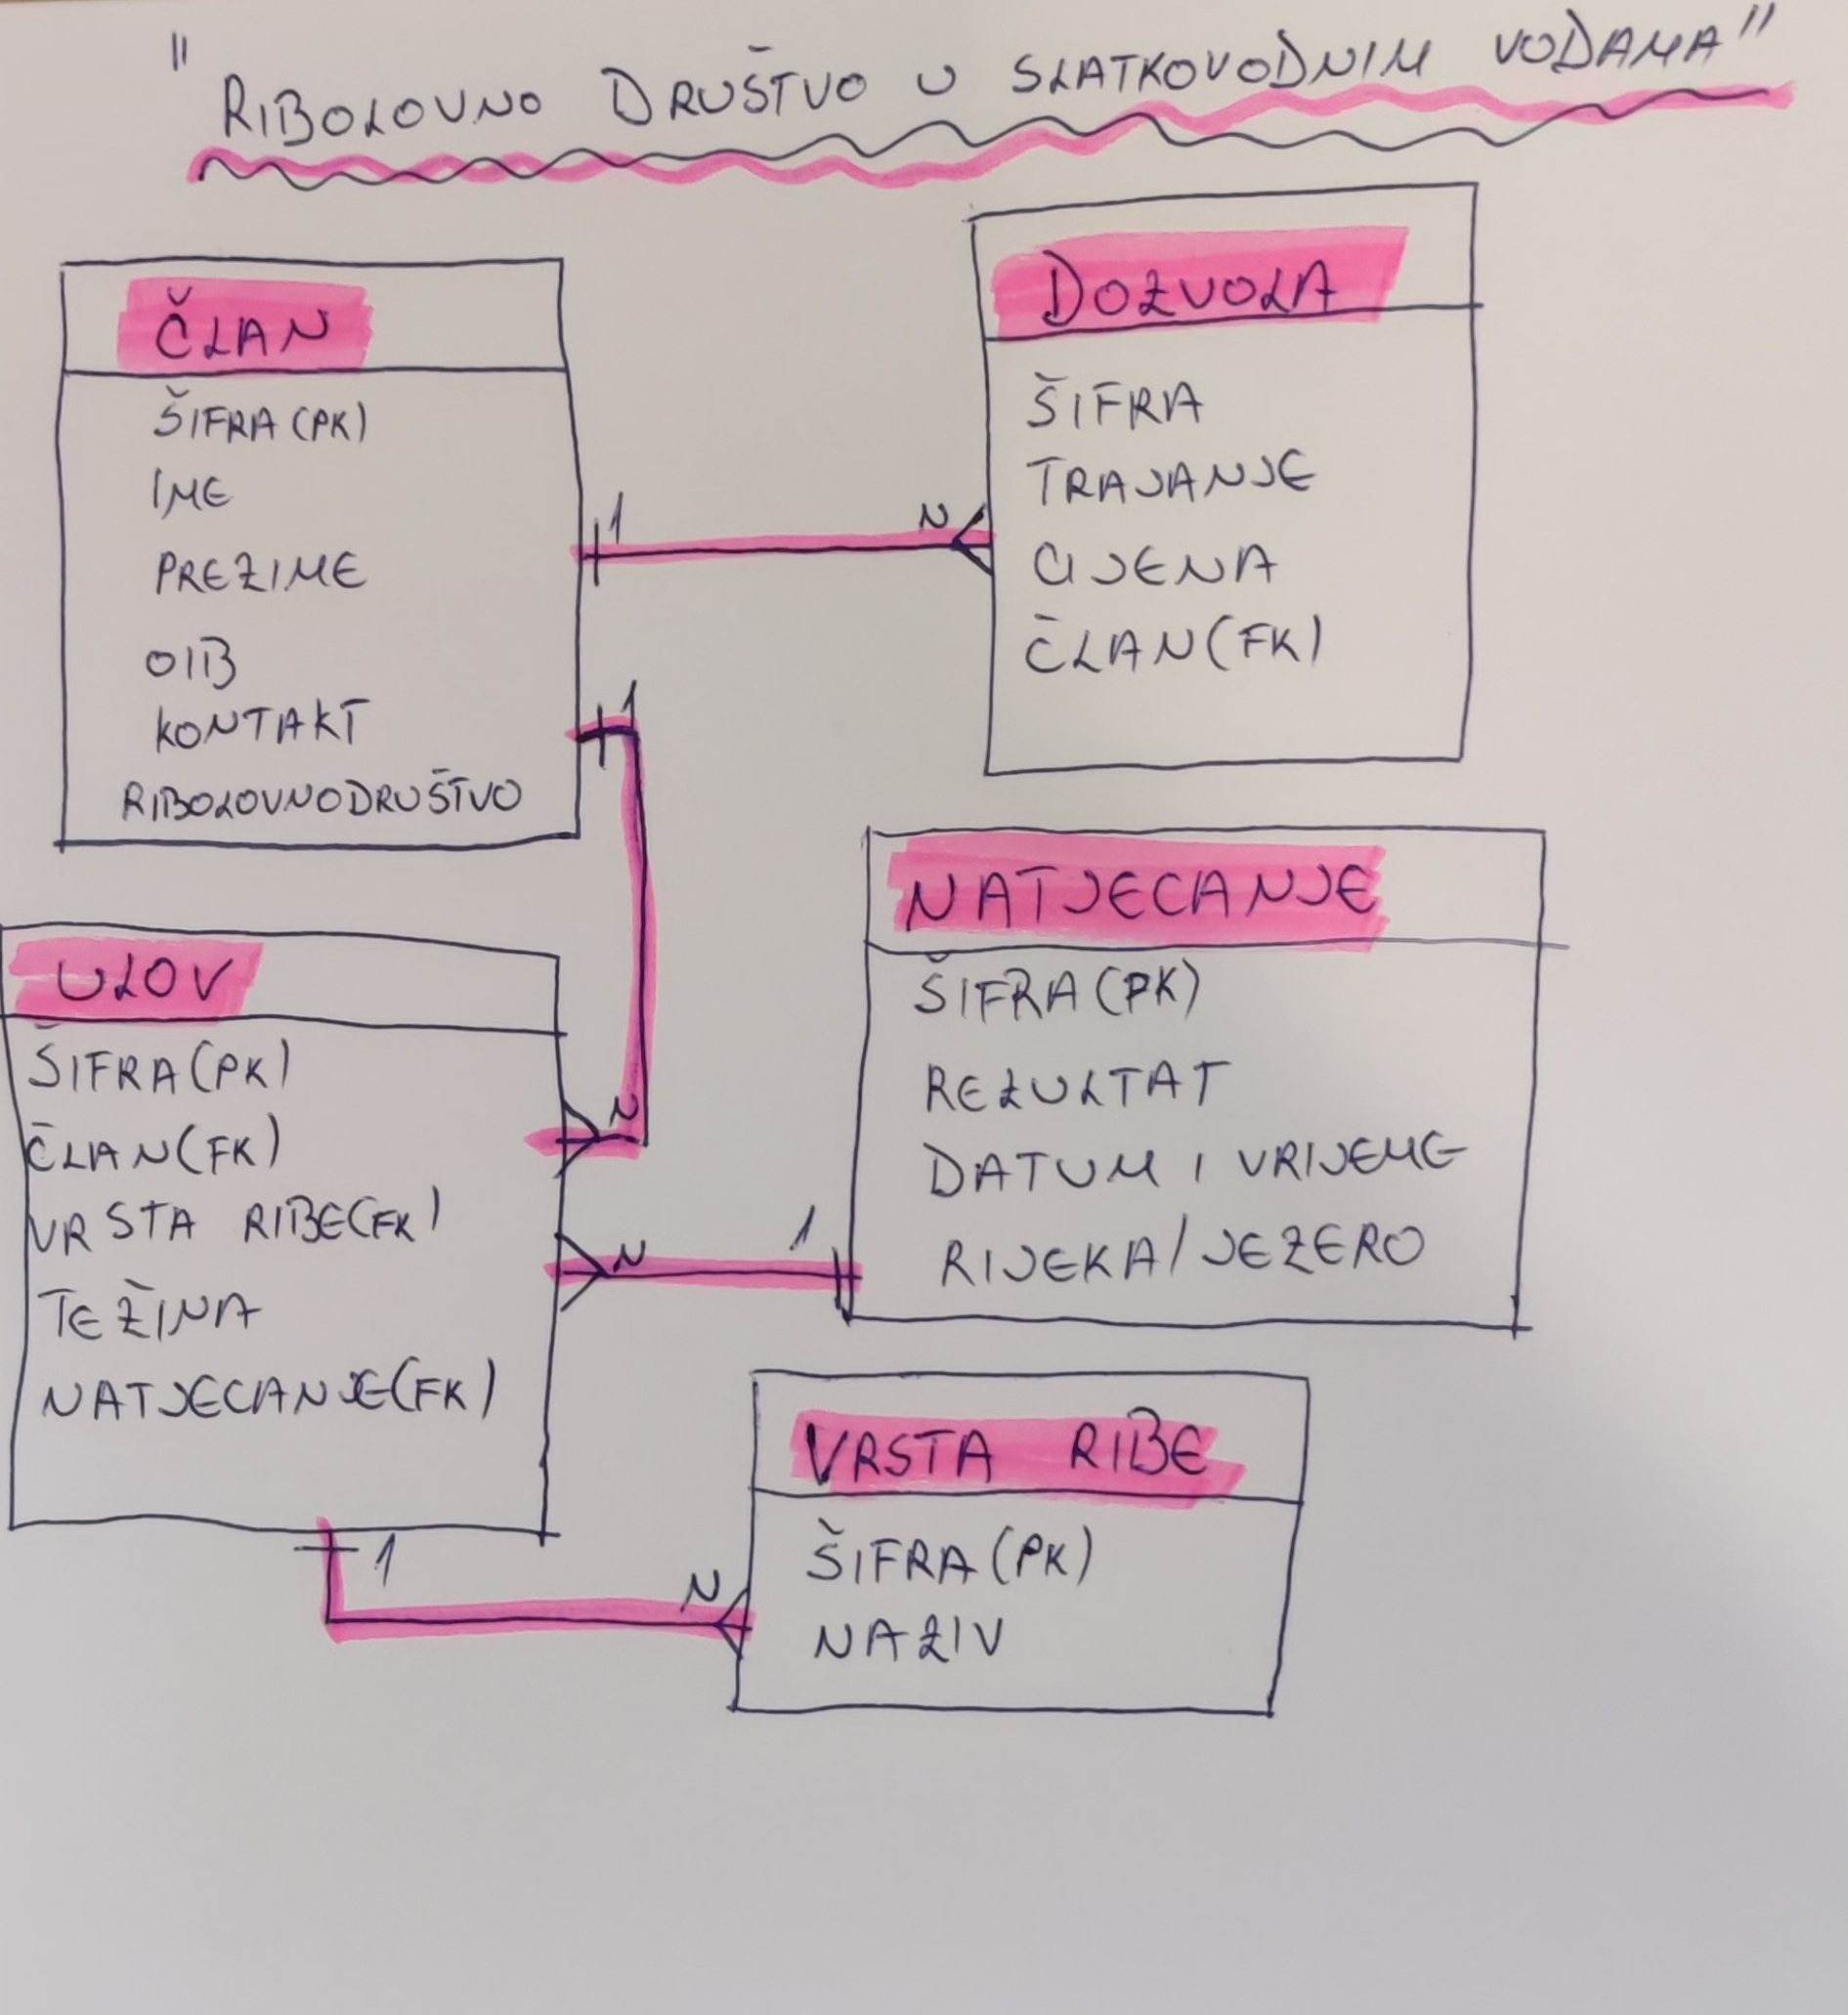 "RIBOLOVNO DRUŠTVO U SLATKOVODNIM VODAMA"
ČLAN
ŠIFRA (PK)
IME
PREZIME
OIB
KONTAKT
RIBOLOVNODRUŠTVO
1
N
DOZVOLA
ŠIFRA
TRAJANJE
CIJENA
ČLAN(FK)
1
N
ULOV
ŠIFRA(PK)
ČLAN(FK)
VRSTA RIBE(FK)
TEŽINA
NATJECANJE(FK)
N
1
NATJECANJE
ŠIFRA(PK)
REZULTAT
DATUM I VRIJEME
RIJEKA/JEZERO
1
N
VRSTA RIBE
ŠIFRA(PK)
NAZIV